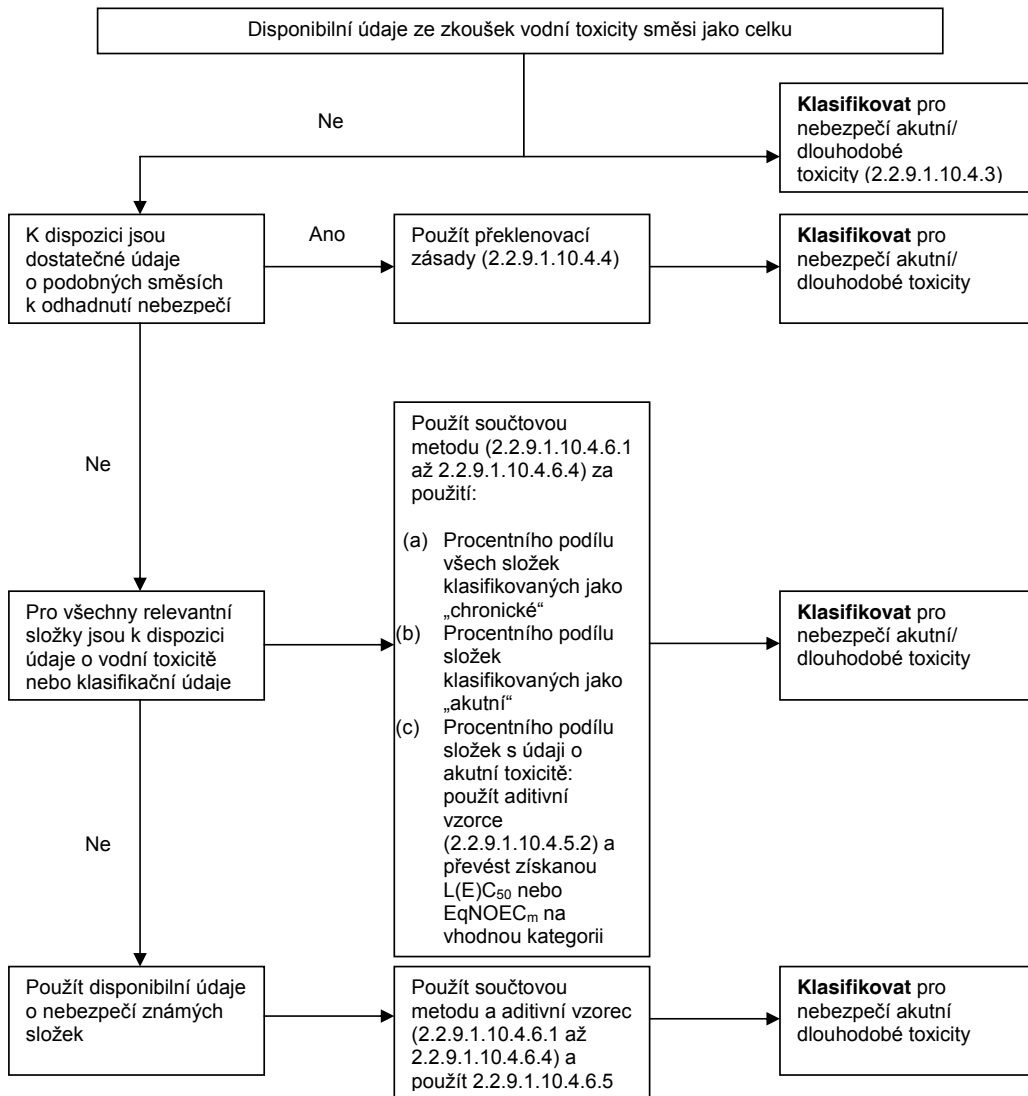 Disponibilní údaje ze zkoušek vodní toxicity směsi jako celku
Ne
Klasifikovat pro
nebezpečí akutní/
dlouhodobé
toxicity (2.2.9.1.10.4.3)
K dispozici jsou
dostatečné údaje
o podobných směsích
k odhadnutí nebezpečí
Ano
Použít překlenovací
zásady (2.2.9.1.10.4.4)
Klasifikovat pro
nebezpečí akutní/
dlouhodobé toxicity
Ne
Použít součtovou
metodu (2.2.9.1.10.4.6.1
až 2.2.9.1.10.4.6.4) za
použití:
(a) Procentního podílu
všech složek
klasifikovaných jako
„chronické“
(b) Procentního podílu
složek
klasifikovaných jako
„akutní“
(c) Procentního podílu
složek s údaji o
akutní toxicitě:
použít aditivní
vzorce
(2.2.9.1.10.4.5.2) a
převést získanou
L(E)C₅₀ nebo
EqNOECₘ na
vhodnou kategorii
Pro všechny relevantní
složky jsou k dispozici
údaje o vodní toxicitě
nebo klasifikační údaje
Klasifikovat pro
nebezpečí akutní/
dlouhodobé toxicity
Ne
Použít disponibilní údaje
o nebezpečí známých
složek
Použít součtovou
metodu a aditivní vzorec
(2.2.9.1.10.4.6.1 až
2.2.9.1.10.4.6.4) a
použít 2.2.9.1.10.4.6.5
Klasifikovat pro
nebezpečí akutní
dlouhodobé toxicity